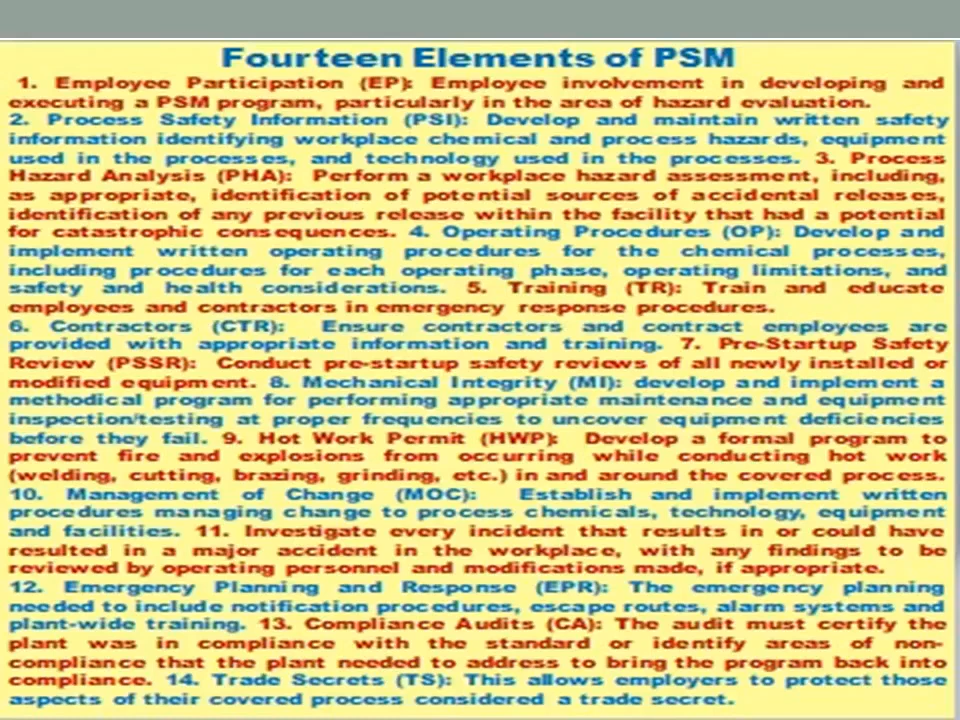 Fourteen Elements of PSM
1. Employee Participation (EP): Employee involvement in developing and
executing a PSM program, particularly in the area of hazard evaluation.
2. Process Safety Information (PSI): Develop and maintain written safety
information identifying workplace chemical and process hazards, equipment
used in the processes, and technology used in the processes. 3. Process
Hazard Analysis (PHA): Perform a workplace hazard assessment, including,
as appropriate, identification of potential sources of accidental releases,
identification of any previous release within the facility that had a potential
for catastrophic consequences. 4. Operating Procedures (OP): Develop and
implement written operating procedures for the chemical processes,
including procedures for each operating phase, operating limitations, and
safety and health considerations. 5. Training (TR): Train and educate
employees and contractors in emergency response procedures.
6. Contractors (CTR): Ensure contractors and contract employees are
provided with appropriate information and training. 7. Pre-Startup Safety
Review (PSSR): Conduct pre-startup safety reviews of all newly installed or
modified equipment. 8. Mechanical Integrity (MI): develop and implement a
methodical program for performing appropriate maintenance and equipment
inspection/testing at proper frequencies to uncover equipment deficiencies
before they fail. 9. Hot Work Permit (HWP): Develop a formal program to
prevent fire and explosions from occurring while conducting hot work
(welding, cutting, brazing, grinding, etc.) in and around the covered process.
10. Management of Change (MOC): Establish and implement written
procedures managing change to process chemicals, technology, equipment
and facilities. 11. Investigate every incident that results in or could have
resulted in a major accident in the workplace, with any findings to be
reviewed by operating personnel and modifications made, if appropriate.
12. Emergency Planning and Response (EPR): The emergency planning
needed to include notification procedures, escape routes, alarm systems and
plant-wide training. 13. Compliance Audits (CA): The audit must certify the
plant was in compliance with the standard or identify areas of non-
compliance that the plant needed to address to bring the program back into
compliance. 14. Trade Secrets (TS): This allows employers to protect those
aspects of their covered process considered a trade secret.